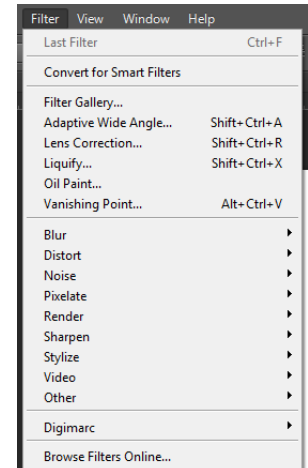 Filter View Window Help
Last Filter Ctrl+F
Convert for Smart Filters
Filter Gallery...
Adaptive Wide Angle... Shift+Ctrl+A
Lens Correction... Shift+Ctrl+R
Liquify... Shift+Ctrl+X
Oil Paint...
Vanishing Point... Alt+Ctrl+V
Blur
Distort
Noise
Pixelate
Render
Sharpen
Stylize
Video
Other
Digimarc
Browse Filters Online...